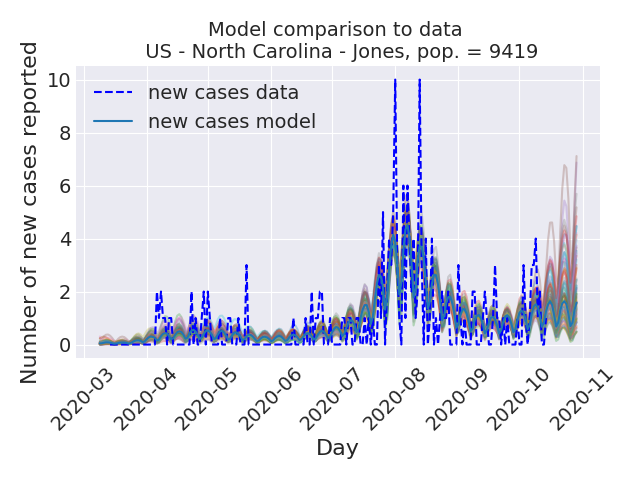 Model comparison to data
US - North Carolina - Jones, pop. = 9419
Number of new cases reported
10
8
6
4
2
0
new cases data
new cases model
2020-03
2020-04
2020-05
2020-06
2020-07
2020-08
2020-09
2020-10
2020-11
Day